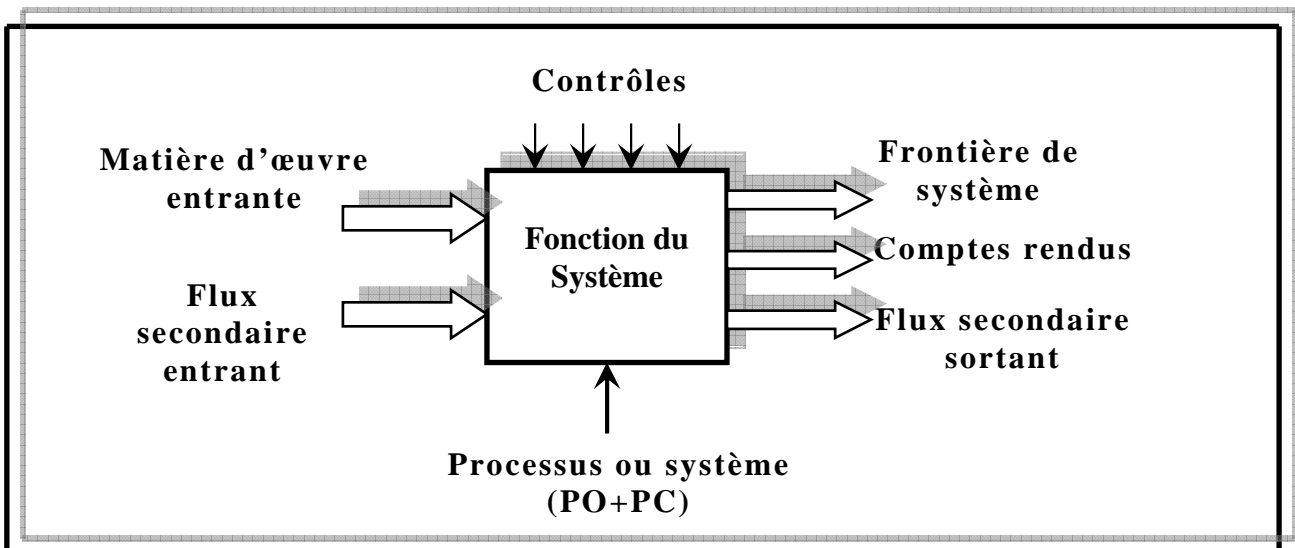 Contrôles
Matière d’œuvre
entrante
Flux
secondaire
entrant
Fonction du
Système
Frontière de
système
Comptes rendus
Flux secondaire
sortant
Processus ou système
(PO+PC)